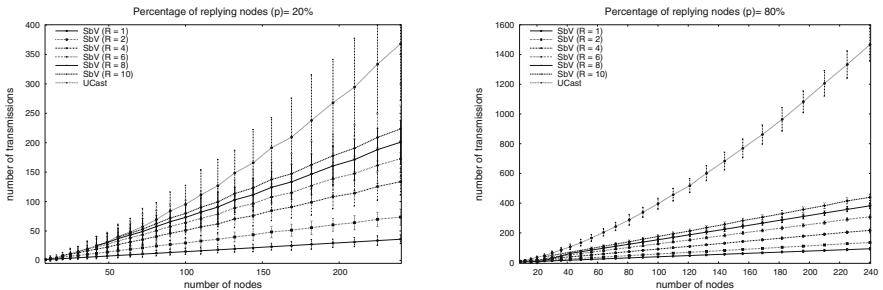 Percentage of replying nodes (p)= 20%
400
350
300
250
200
150
100
50
0
number of transmissions
SbV (R = 1)
SbV (R = 2)
SbV (R = 4)
SbV (R = 6)
SbV (R = 8)
SbV (R = 10)
UCast
50
100
150
200
number of nodes
Percentage of replying nodes (p)= 80%
1600
1400
1200
1000
800
600
400
200
0
number of transmissions
SbV (R = 1)
SbV (R = 2)
SbV (R = 4)
SbV (R = 6)
SbV (R = 8)
SbV (R = 10)
UCast
20
40
60
80
100
120
140
160
180
200
220
240
number of nodes